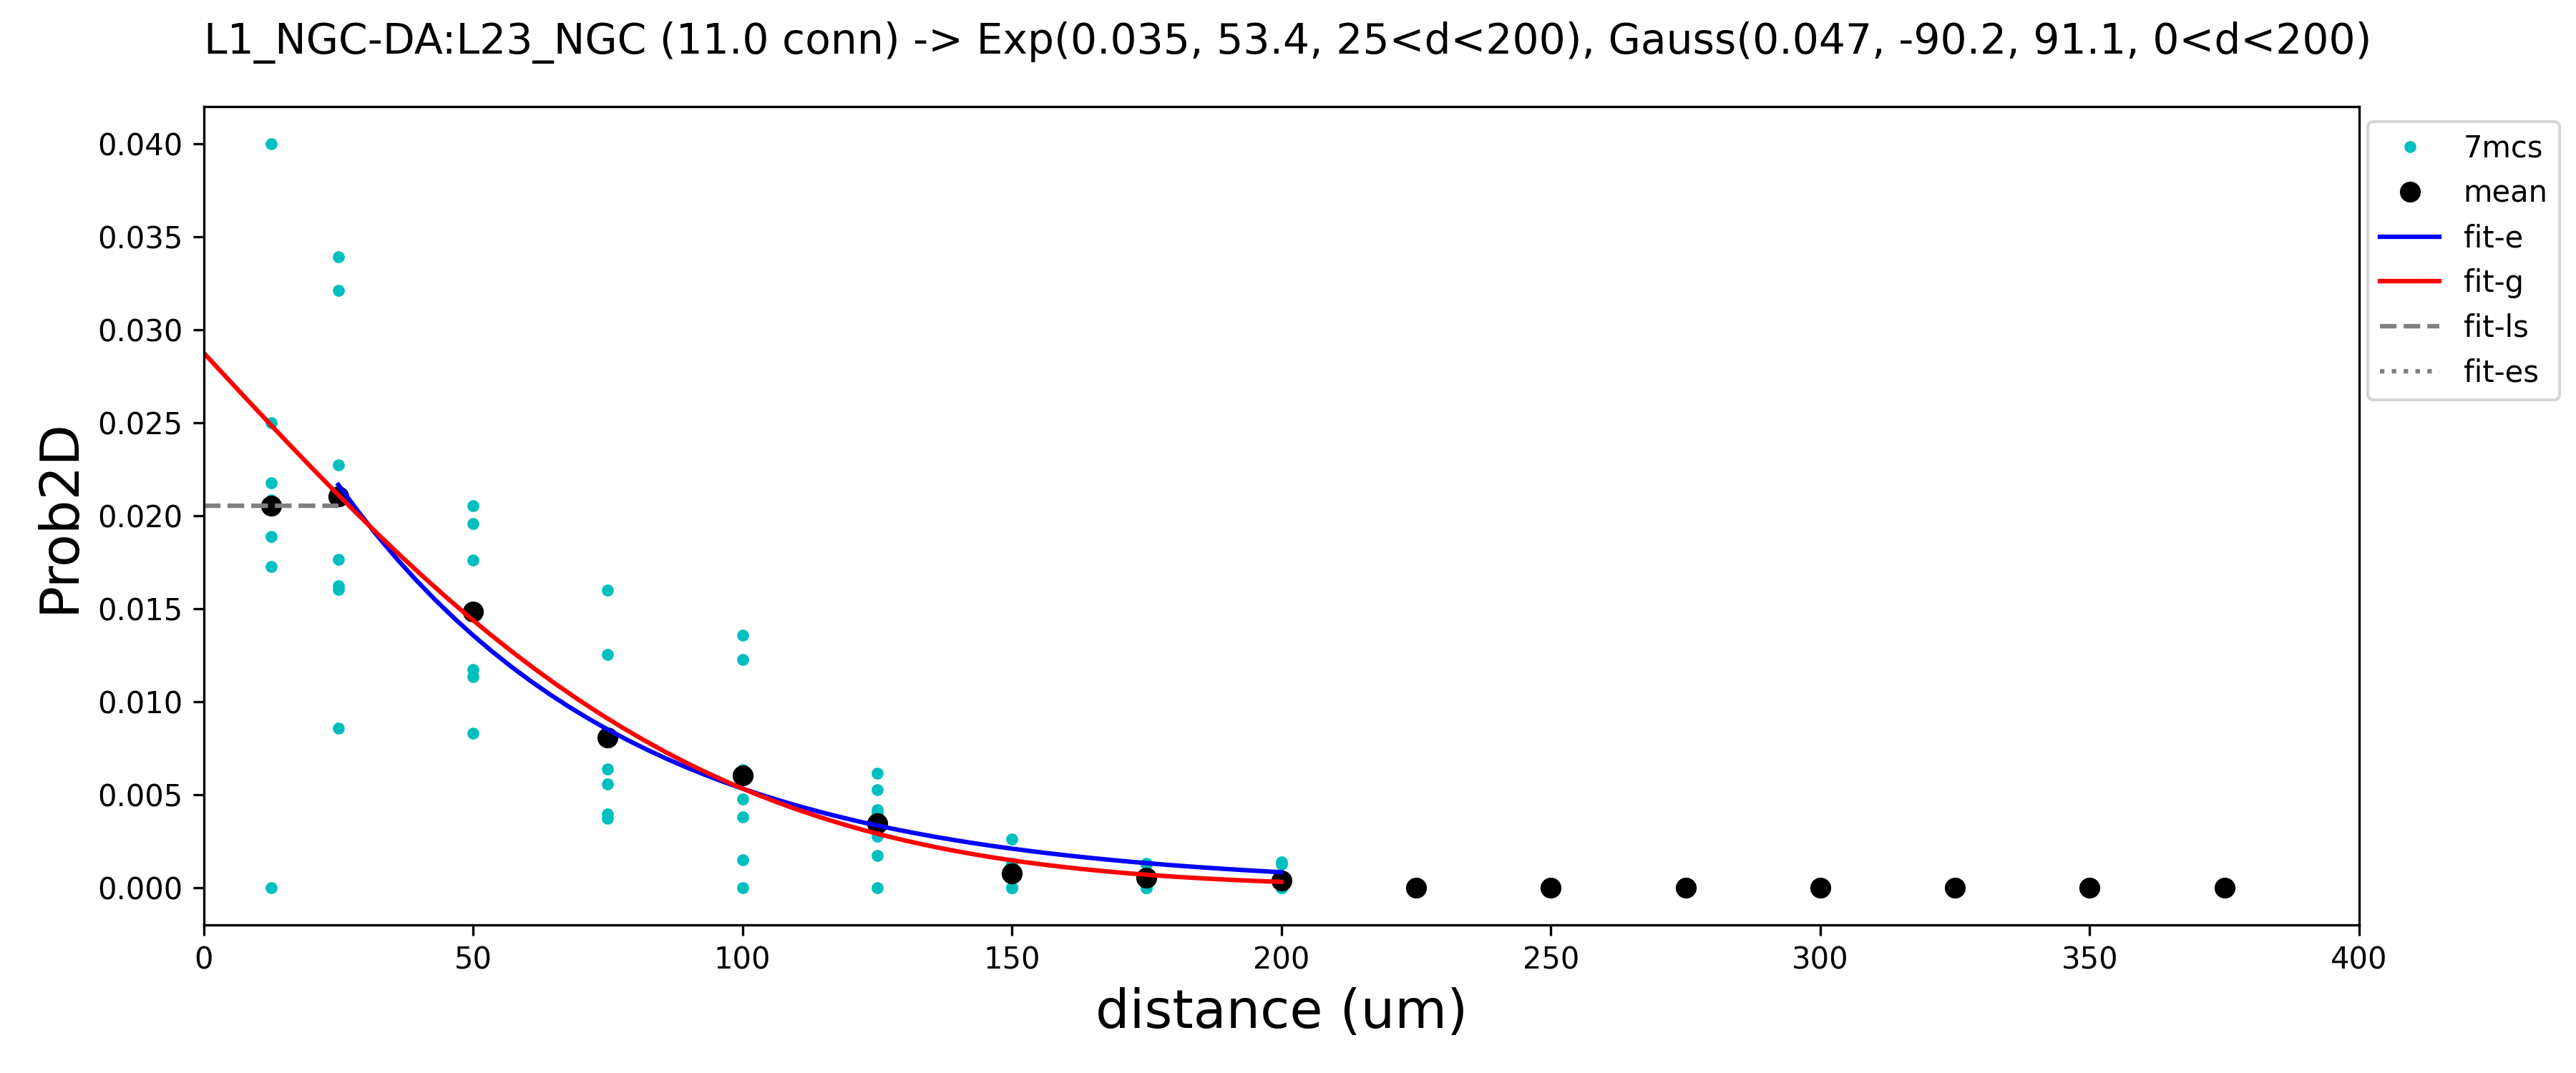 L1_NGC-DA:L23_NGC (11.0 conn) -> Exp(0.035, 53.4, 25<d<200), Gauss(0.047, -90.2, 91.1, 0<d<200)
0.040
0.035
0.030
0.025
0.020
0.015
0.010
0.005
0.000
Prob2D
0 50 100 150 200 250 300 350 400
distance (um)
7mcs
mean
fit-e
fit-g
fit-ls
fit-es